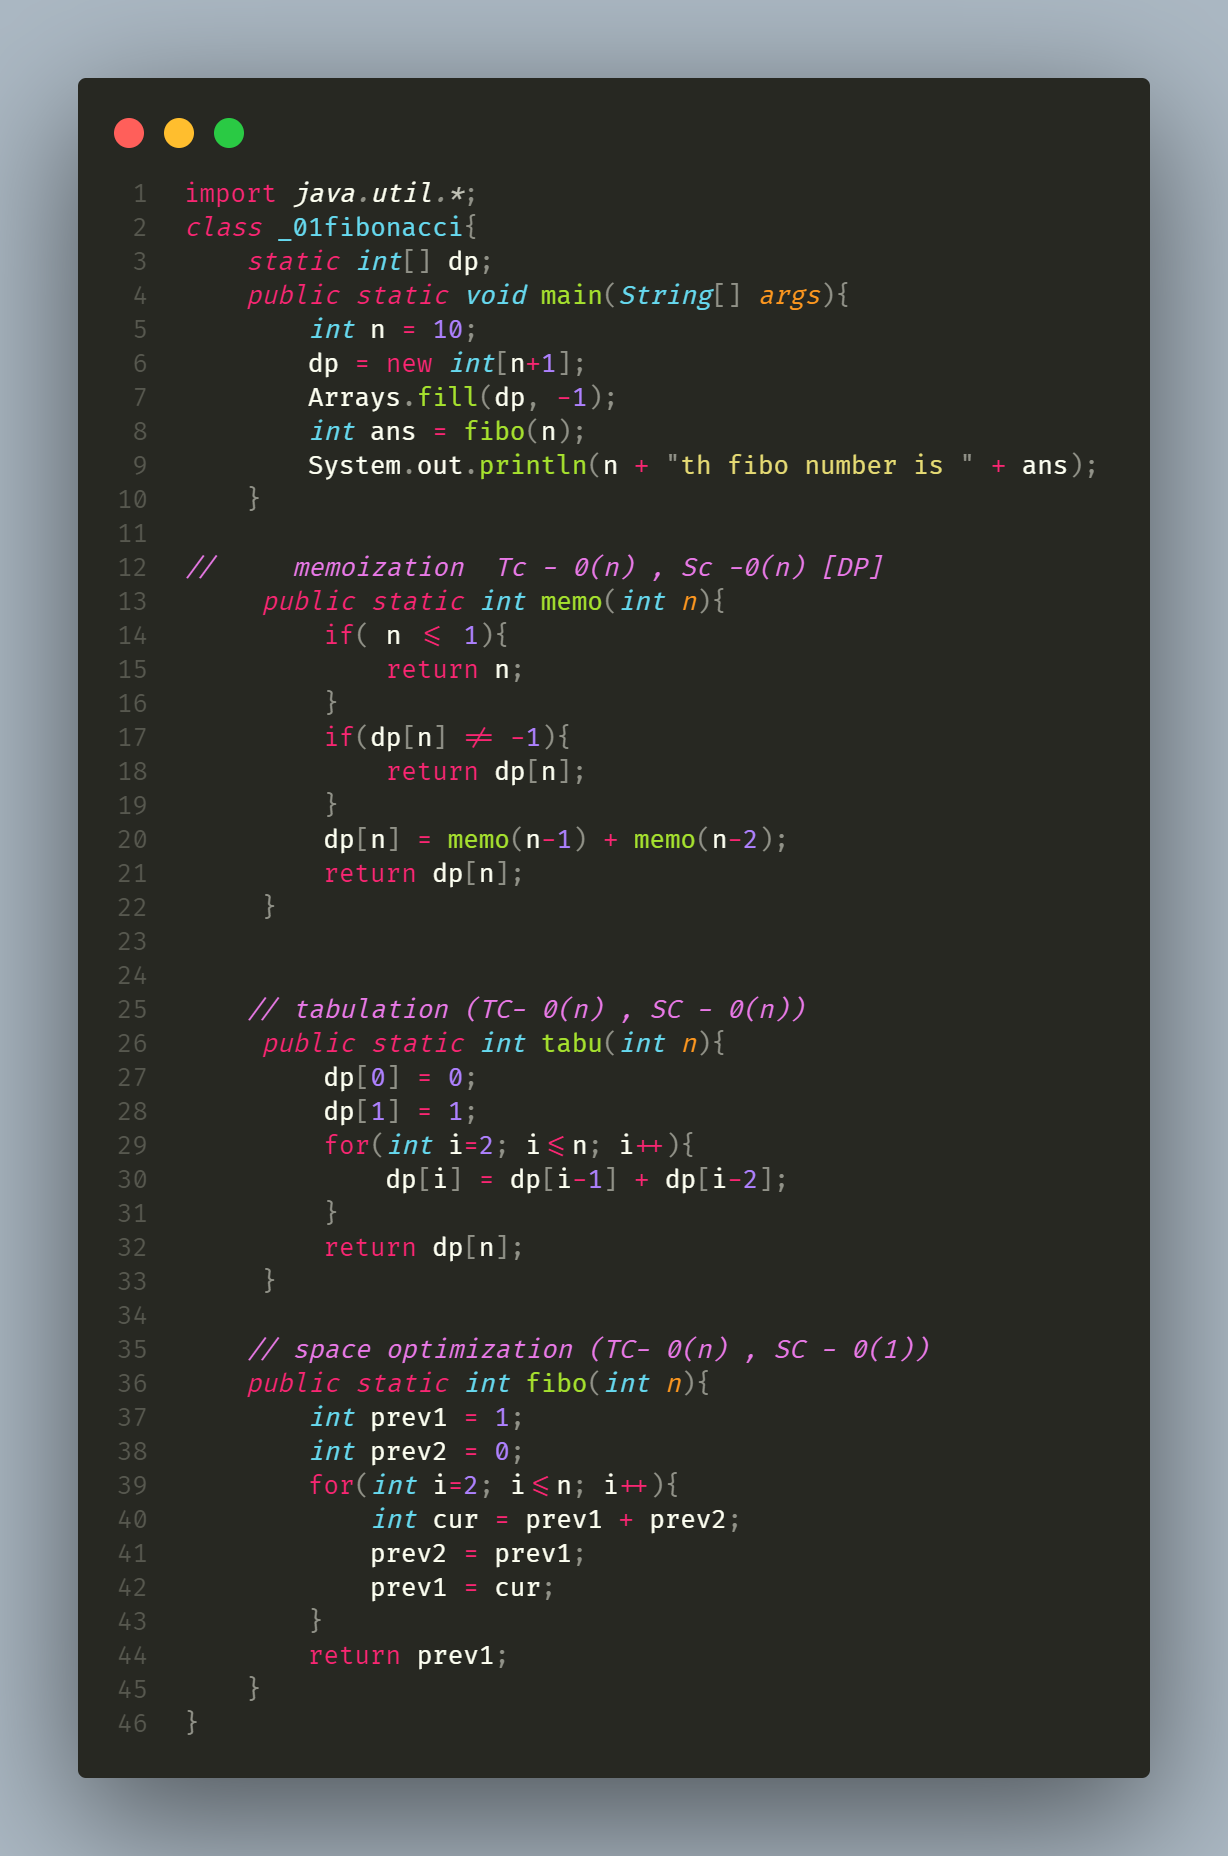 1 import java.util.*;
2 class _01fibonacci{
3     static int[] dp;
4     public static void main(String[] args){
5         int n = 10;
6         dp = new int[n+1];
7         Arrays.fill(dp, -1);
8         int ans = fibo(n);
9         System.out.println(n + "th fibo number is " + ans);
10     }
11
12 //     memoization  Tc - 0(n) , Sc -0(n) [DP]
13      public static int memo(int n){
14          if( n <= 1){
15              return n;
16          }
17          if(dp[n] != -1){
18              return dp[n];
19          }
20          dp[n] = memo(n-1) + memo(n-2);
21          return dp[n];
22      }
23
24
25     // tabulation (TC- 0(n) , SC - 0(n))
26      public static int tabu(int n){
27          dp[0] = 0;
28          dp[1] = 1;
29          for(int i=2; i<=n; i++){
30              dp[i] = dp[i-1] + dp[i-2];
31          }
32          return dp[n];
33      }
34
35     // space optimization (TC- 0(n) , SC - 0(1))
36     public static int fibo(int n){
37         int prev1 = 1;
38         int prev2 = 0;
39         for(int i=2; i<=n; i++){
40             int cur = prev1 + prev2;
41             prev2 = prev1;
42             prev1 = cur;
43         }
44         return prev1;
45     }
46 }